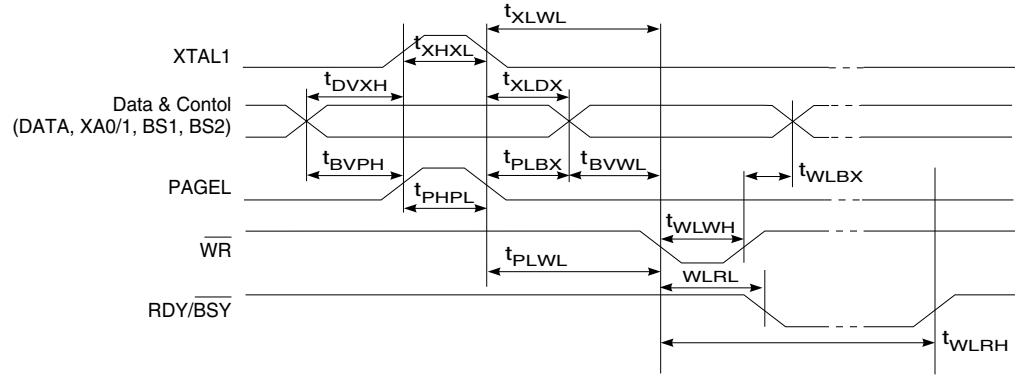 tXLWL
XTAL1
tXHXL
tDVXH
tXLDX
Data & Contol
(DATA, XA0/1, BS1, BS2)
tBVPH
tPLBX
tBVWL
tWLBX
PAGEL
tPHPL
tWLWH
WR
tPLWL
WLRL
RDY/BSY
tWLRH